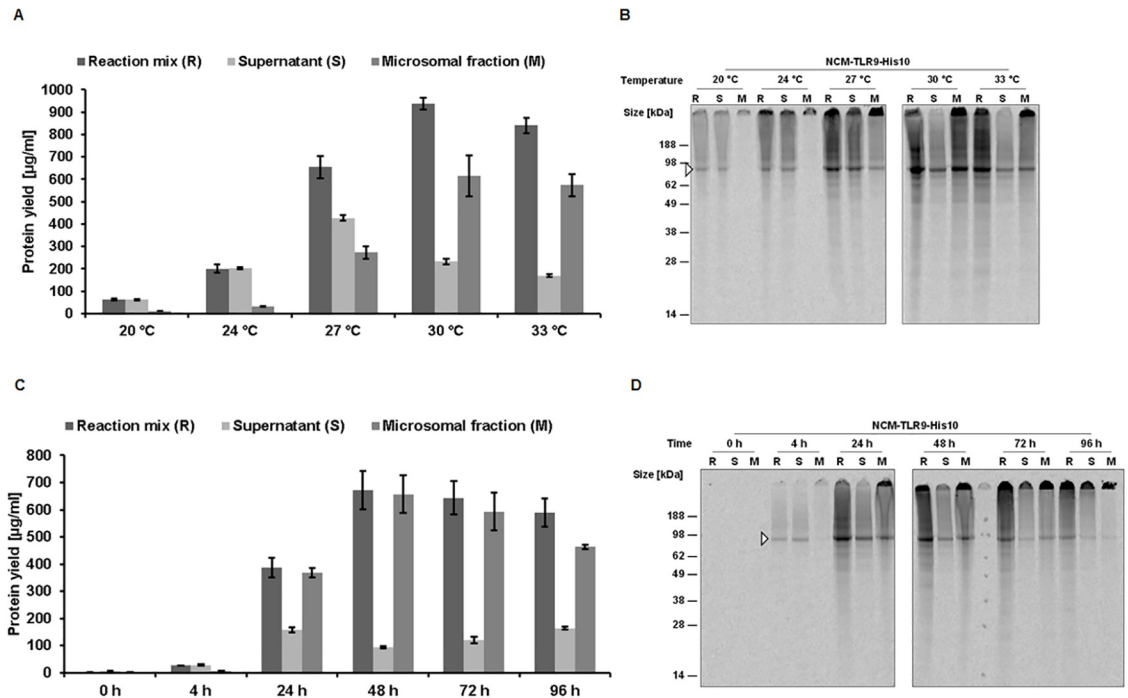 A
Reaction mix (R) Supernatant (S) Microsomal fraction (M)
Protein yield [µg/ml]
1000
900
800
700
600
500
400
300
200
100
0
20 °C 24 °C 27 °C 30 °C 33 °C
B
NCM-TLR9-His10
Temperature 20 °C 24 °C 27 °C 30 °C 33 °C
R S M R S M R S M R S M R S M
Size [kDa]
188
98
62
49
38
28
14
C
Reaction mix (R) Supernatant (S) Microsomal fraction (M)
Protein yield [µg/ml]
800
700
600
500
400
300
200
100
0
0 h 4 h 24 h 48 h 72 h 96 h
D
NCM-TLR9-His10
Time 0 h 4 h 24 h 48 h 72 h 96 h
R S M R S M R S M R S M R S M R S M
Size [kDa]
188
98
62
49
38
28
14